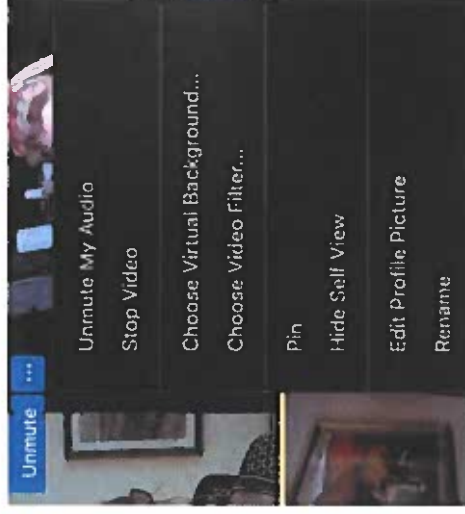 Unmute ...
Unmute My Audio
Stop Video
Choose Virtual Background...
Choose Video Filter...
Pin
Hide Self View
Edit Profile Picture
Rename